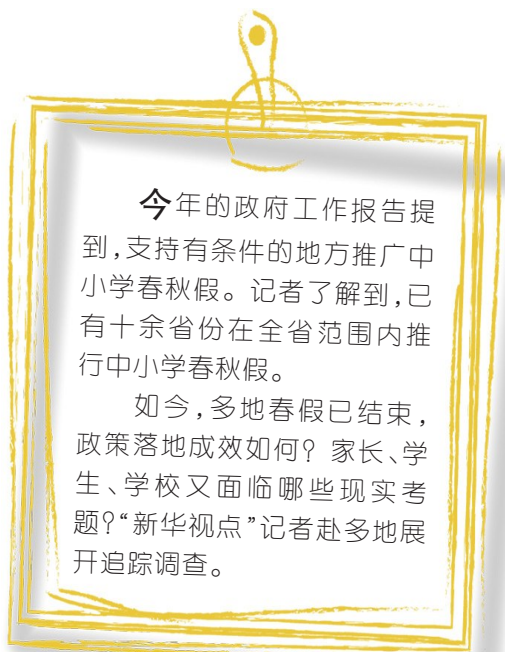 今年的政府工作报告提
到,支持有条件的地方推广中
小学春秋假。记者了解到,已
有十余省份在全省范围内推
行中小学春秋假。
如今,多地春假已结束,
政策落地成效如何?家长、学
生、学校又面临哪些现实考
题?“新华视点”记者赴多地展
开追踪调查。